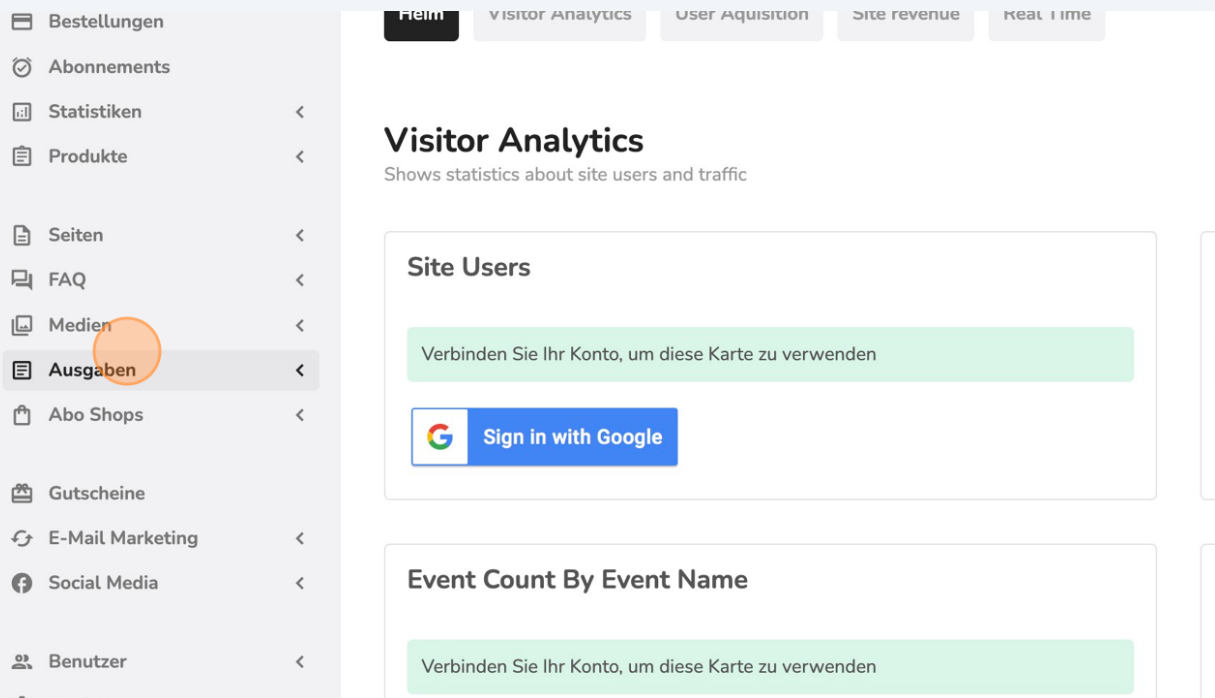 Bestellungen
Abonnements
Statistiken
Produkte
Seiten
FAQ
Medien
Ausgaben
Abo Shops
Gutscheine
E-Mail Marketing
Social Media
Benutzer
Heim
Visitor Analytics
User Aquisition
Site revenue
Real Time
Visitor Analytics
Shows statistics about site users and traffic
Site Users
Verbinden Sie Ihr Konto, um diese Karte zu verwenden
Sign in with Google
Event Count By Event Name
Verbinden Sie Ihr Konto, um diese Karte zu verwenden